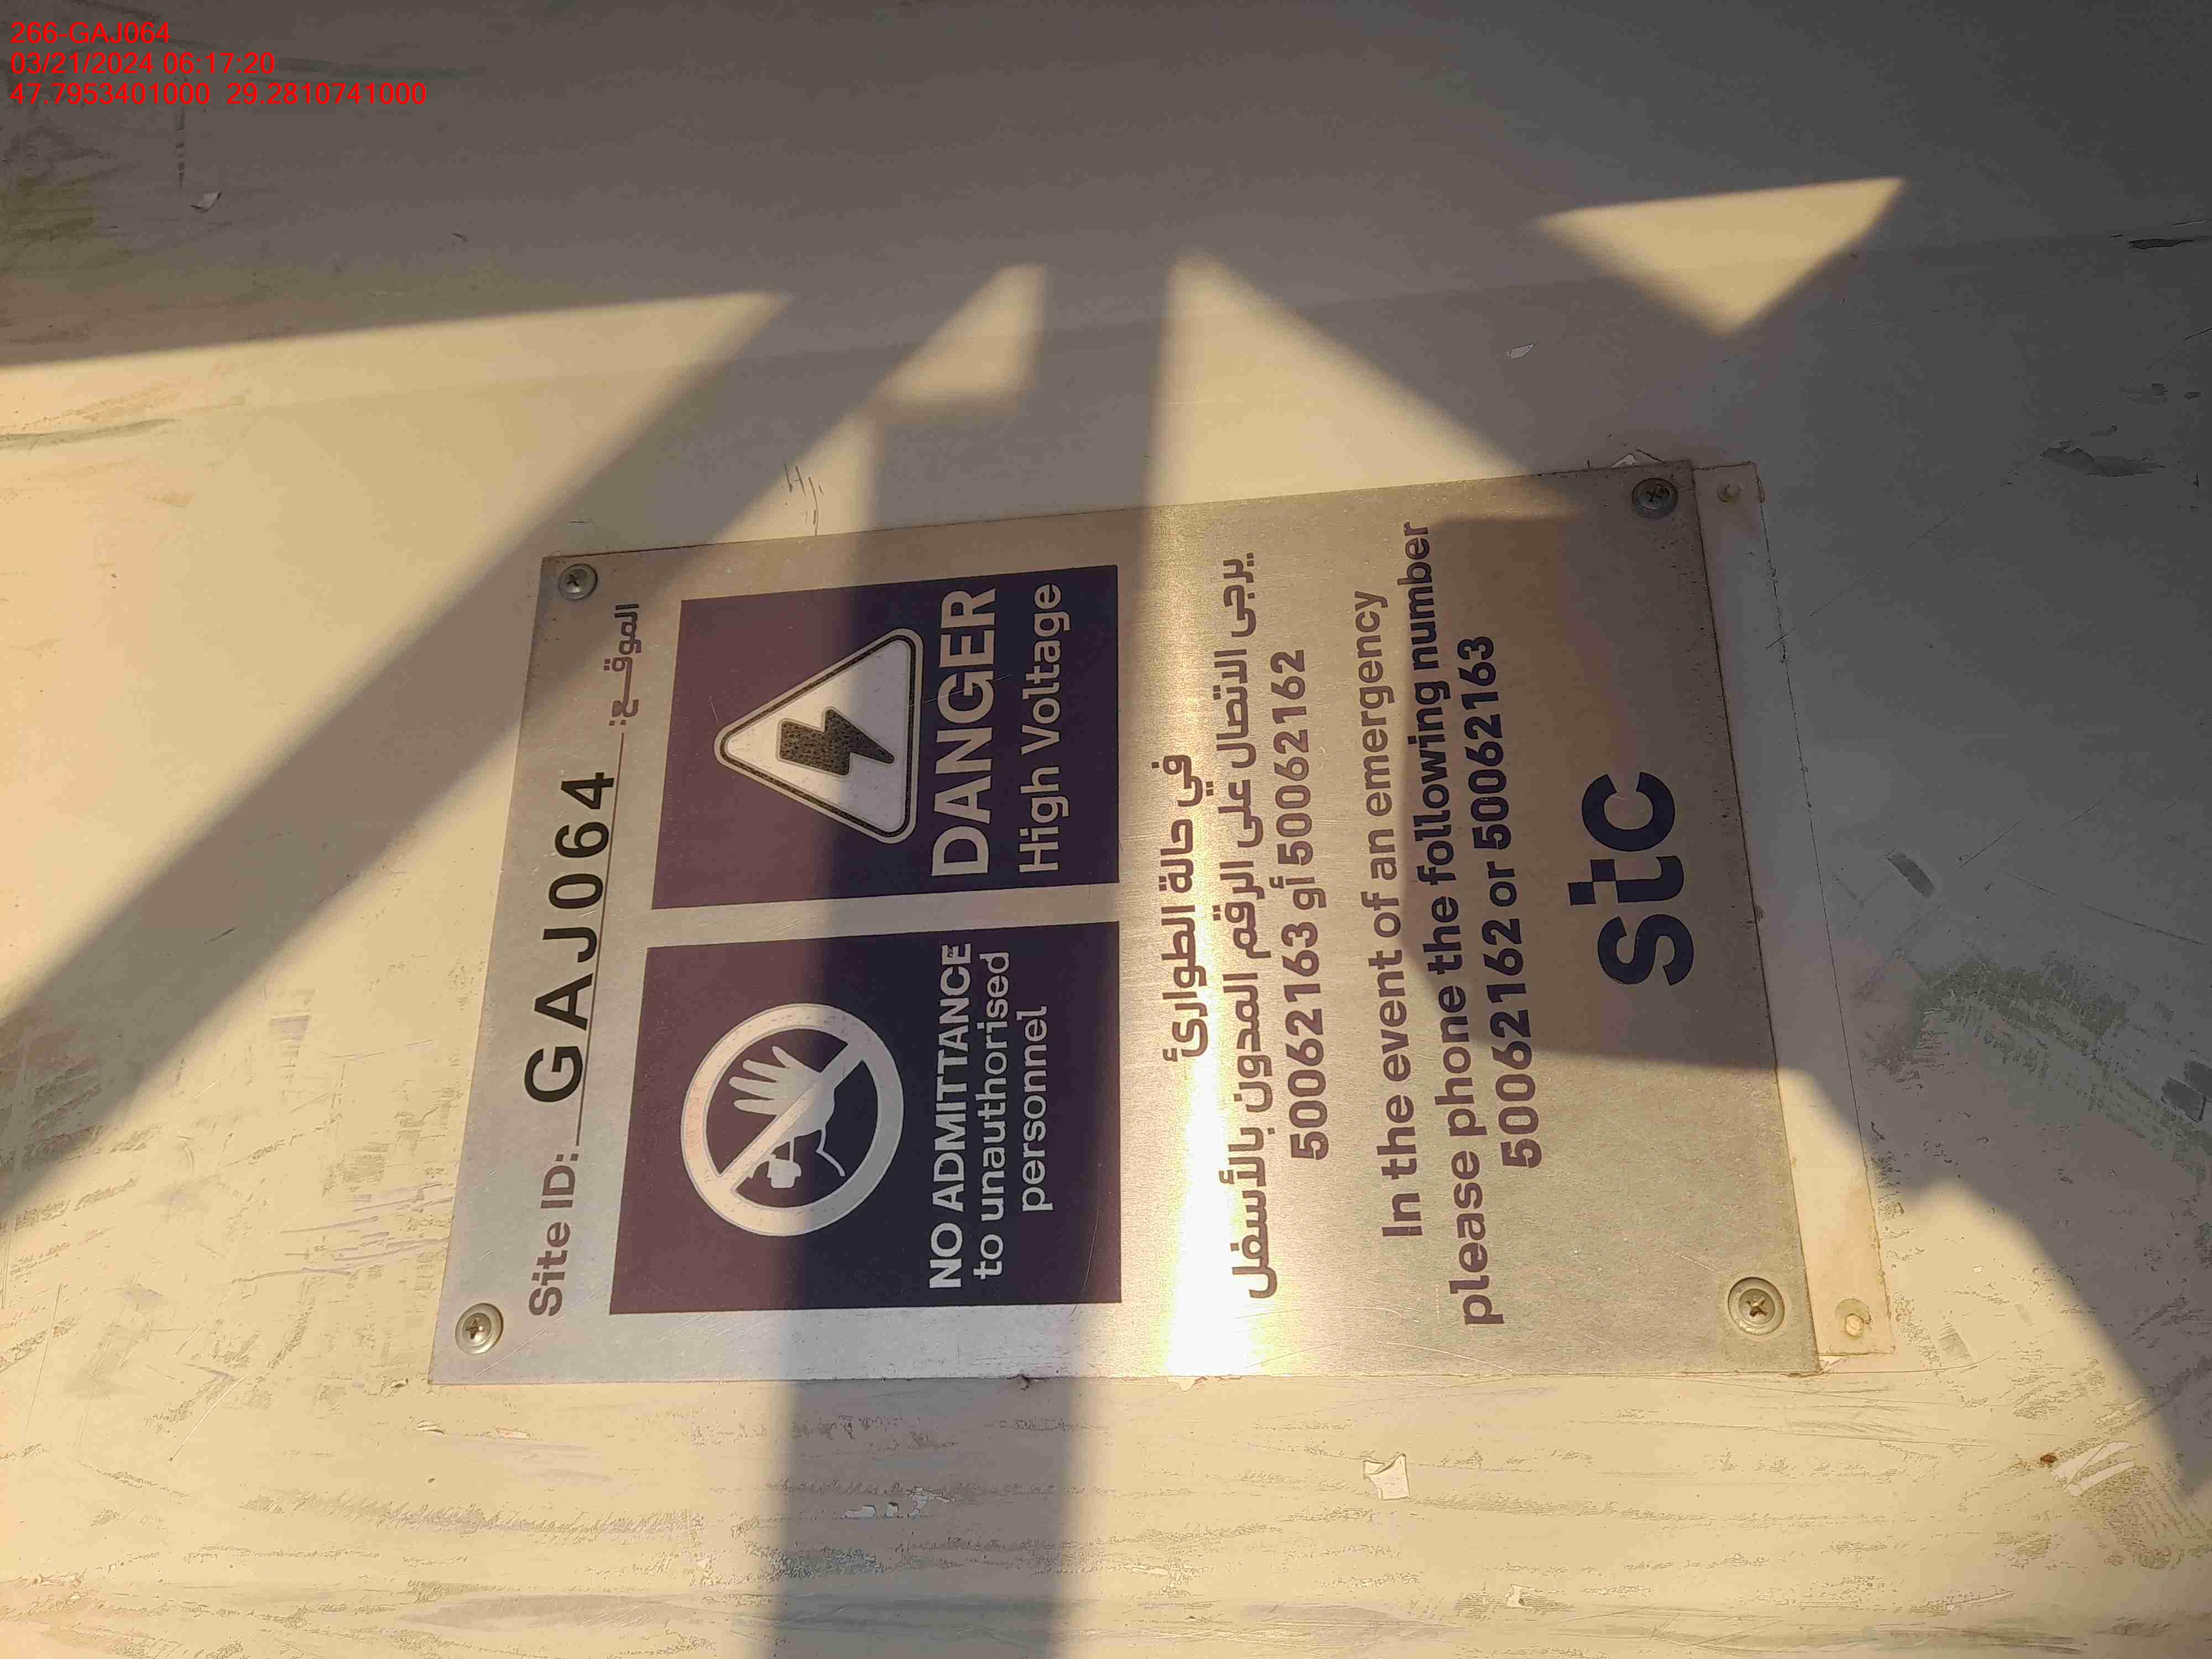 266-GAJ064
03/21/2024 06:17:20
47.7953401000 29.2810741000
Site ID: GAJ064 الموقـع:
NO ADMITTANCE
to unauthorised
personnel
DANGER
High Voltage
في حالة الطوارئ
يرجى الاتصال على الرقم المدون بالأسفل
50062163 أو 50062162
In the event of an emergency
please phone the following number
50062162 or 50062163
stc